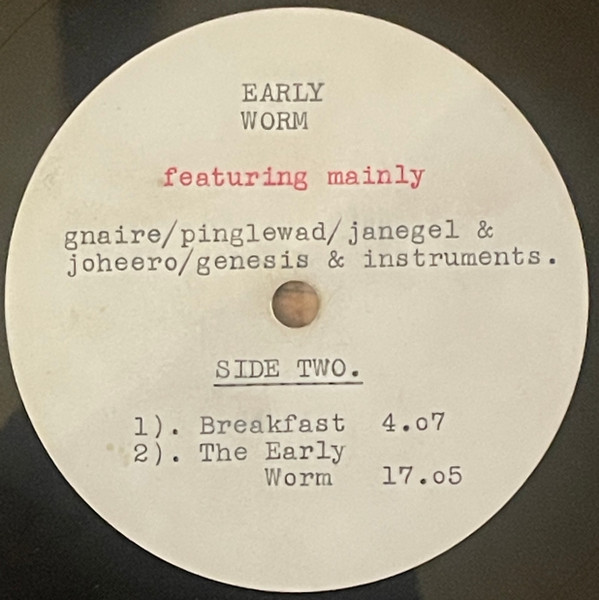 EARLY
WORM
featuring mainly
gnaire/pinglewad/janegel &
joheero/genesis & instruments.
SIDE TWO.
1). Breakfast 4.o7
2). The Early
Worm 17.o5